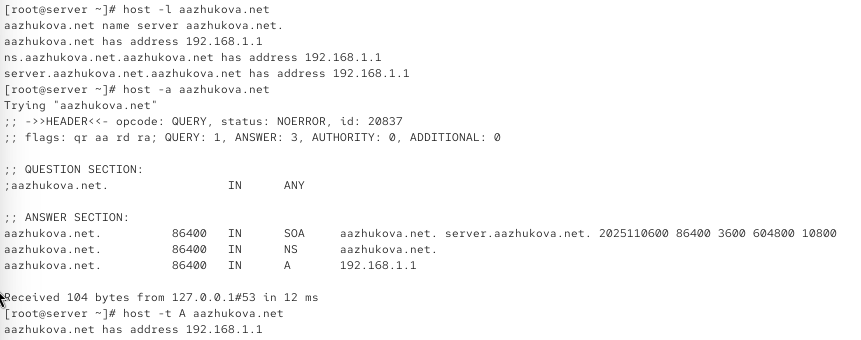 [root@server ~]# host -l aazhukova.net
aazhukova.net name server aazhukova.net.
aazhukova.net has address 192.168.1.1
ns.aazhukova.net.aazhukova.net has address 192.168.1.1
server.aazhukova.net.aazhukova.net has address 192.168.1.1
[root@server ~]# host -a aazhukova.net
Trying "aazhukova.net"
;; ->>HEADER<<- opcode: QUERY, status: NOERROR, id: 20837
;; flags: qr aa rd ra; QUERY: 1, ANSWER: 3, AUTHORITY: 0, ADDITIONAL: 0
;; QUESTION SECTION:
;aazhukova.net. IN ANY
;; ANSWER SECTION:
aazhukova.net. 86400 IN SOA aazhukova.net. server.aazhukova.net. 2025110600 86400 3600 604800 10800
aazhukova.net. 86400 IN NS aazhukova.net.
aazhukova.net. 86400 IN A 192.168.1.1
Received 104 bytes from 127.0.0.1#53 in 12 ms
[root@server ~]# host -t A aazhukova.net
aazhukova.net has address 192.168.1.1